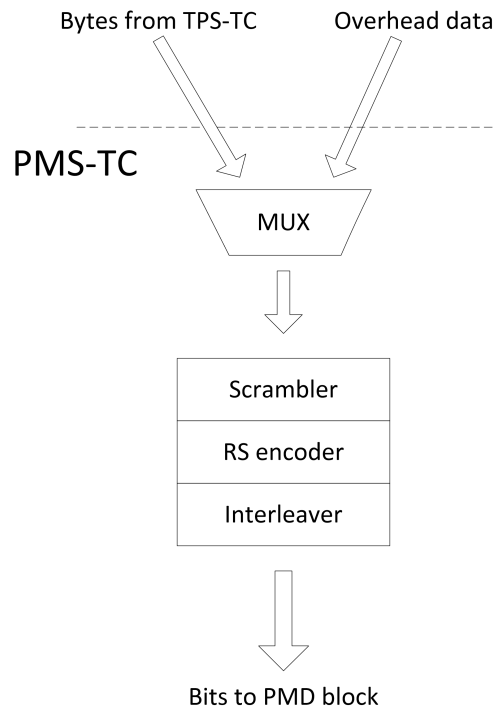 Bytes from TPS-TC
Overhead data
PMS-TC
MUX
Scrambler
RS encoder
Interleaver
Bits to PMD block